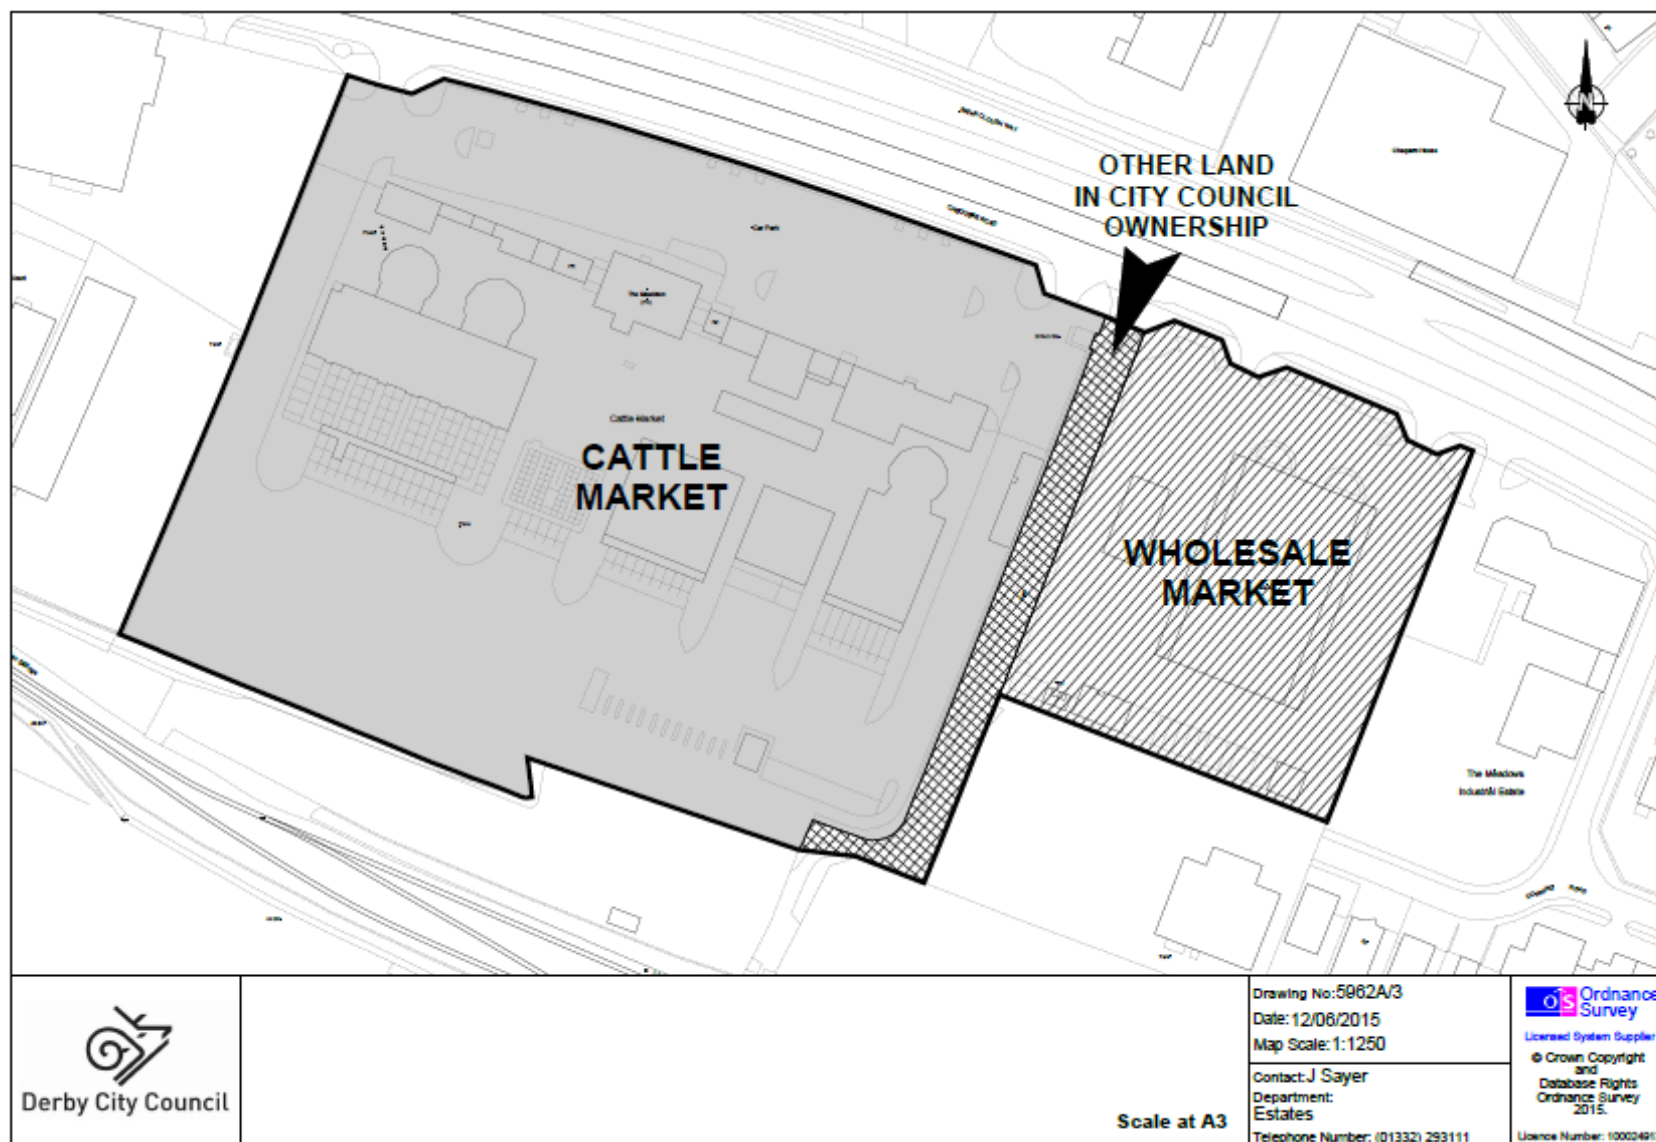 OTHER LAND
IN CITY COUNCIL
OWNERSHIP
N
Car Park
Cattle Market
CATTLE
MARKET
WHOLESALE
MARKET
The Meadows
Industrial Estate
Derby City Council
Scale at A3
Drawing No:5962A/3
Date: 12/06/2015
Map Scale: 1:1250
Contact: J Sayer
Department:
Estates
Telephone Number: (01332) 293111
OS Ordnance
Survey
Licensed System Supplier
© Crown Copyright
and
Database Rights
Ordnance Survey
2015.
Licence Number: